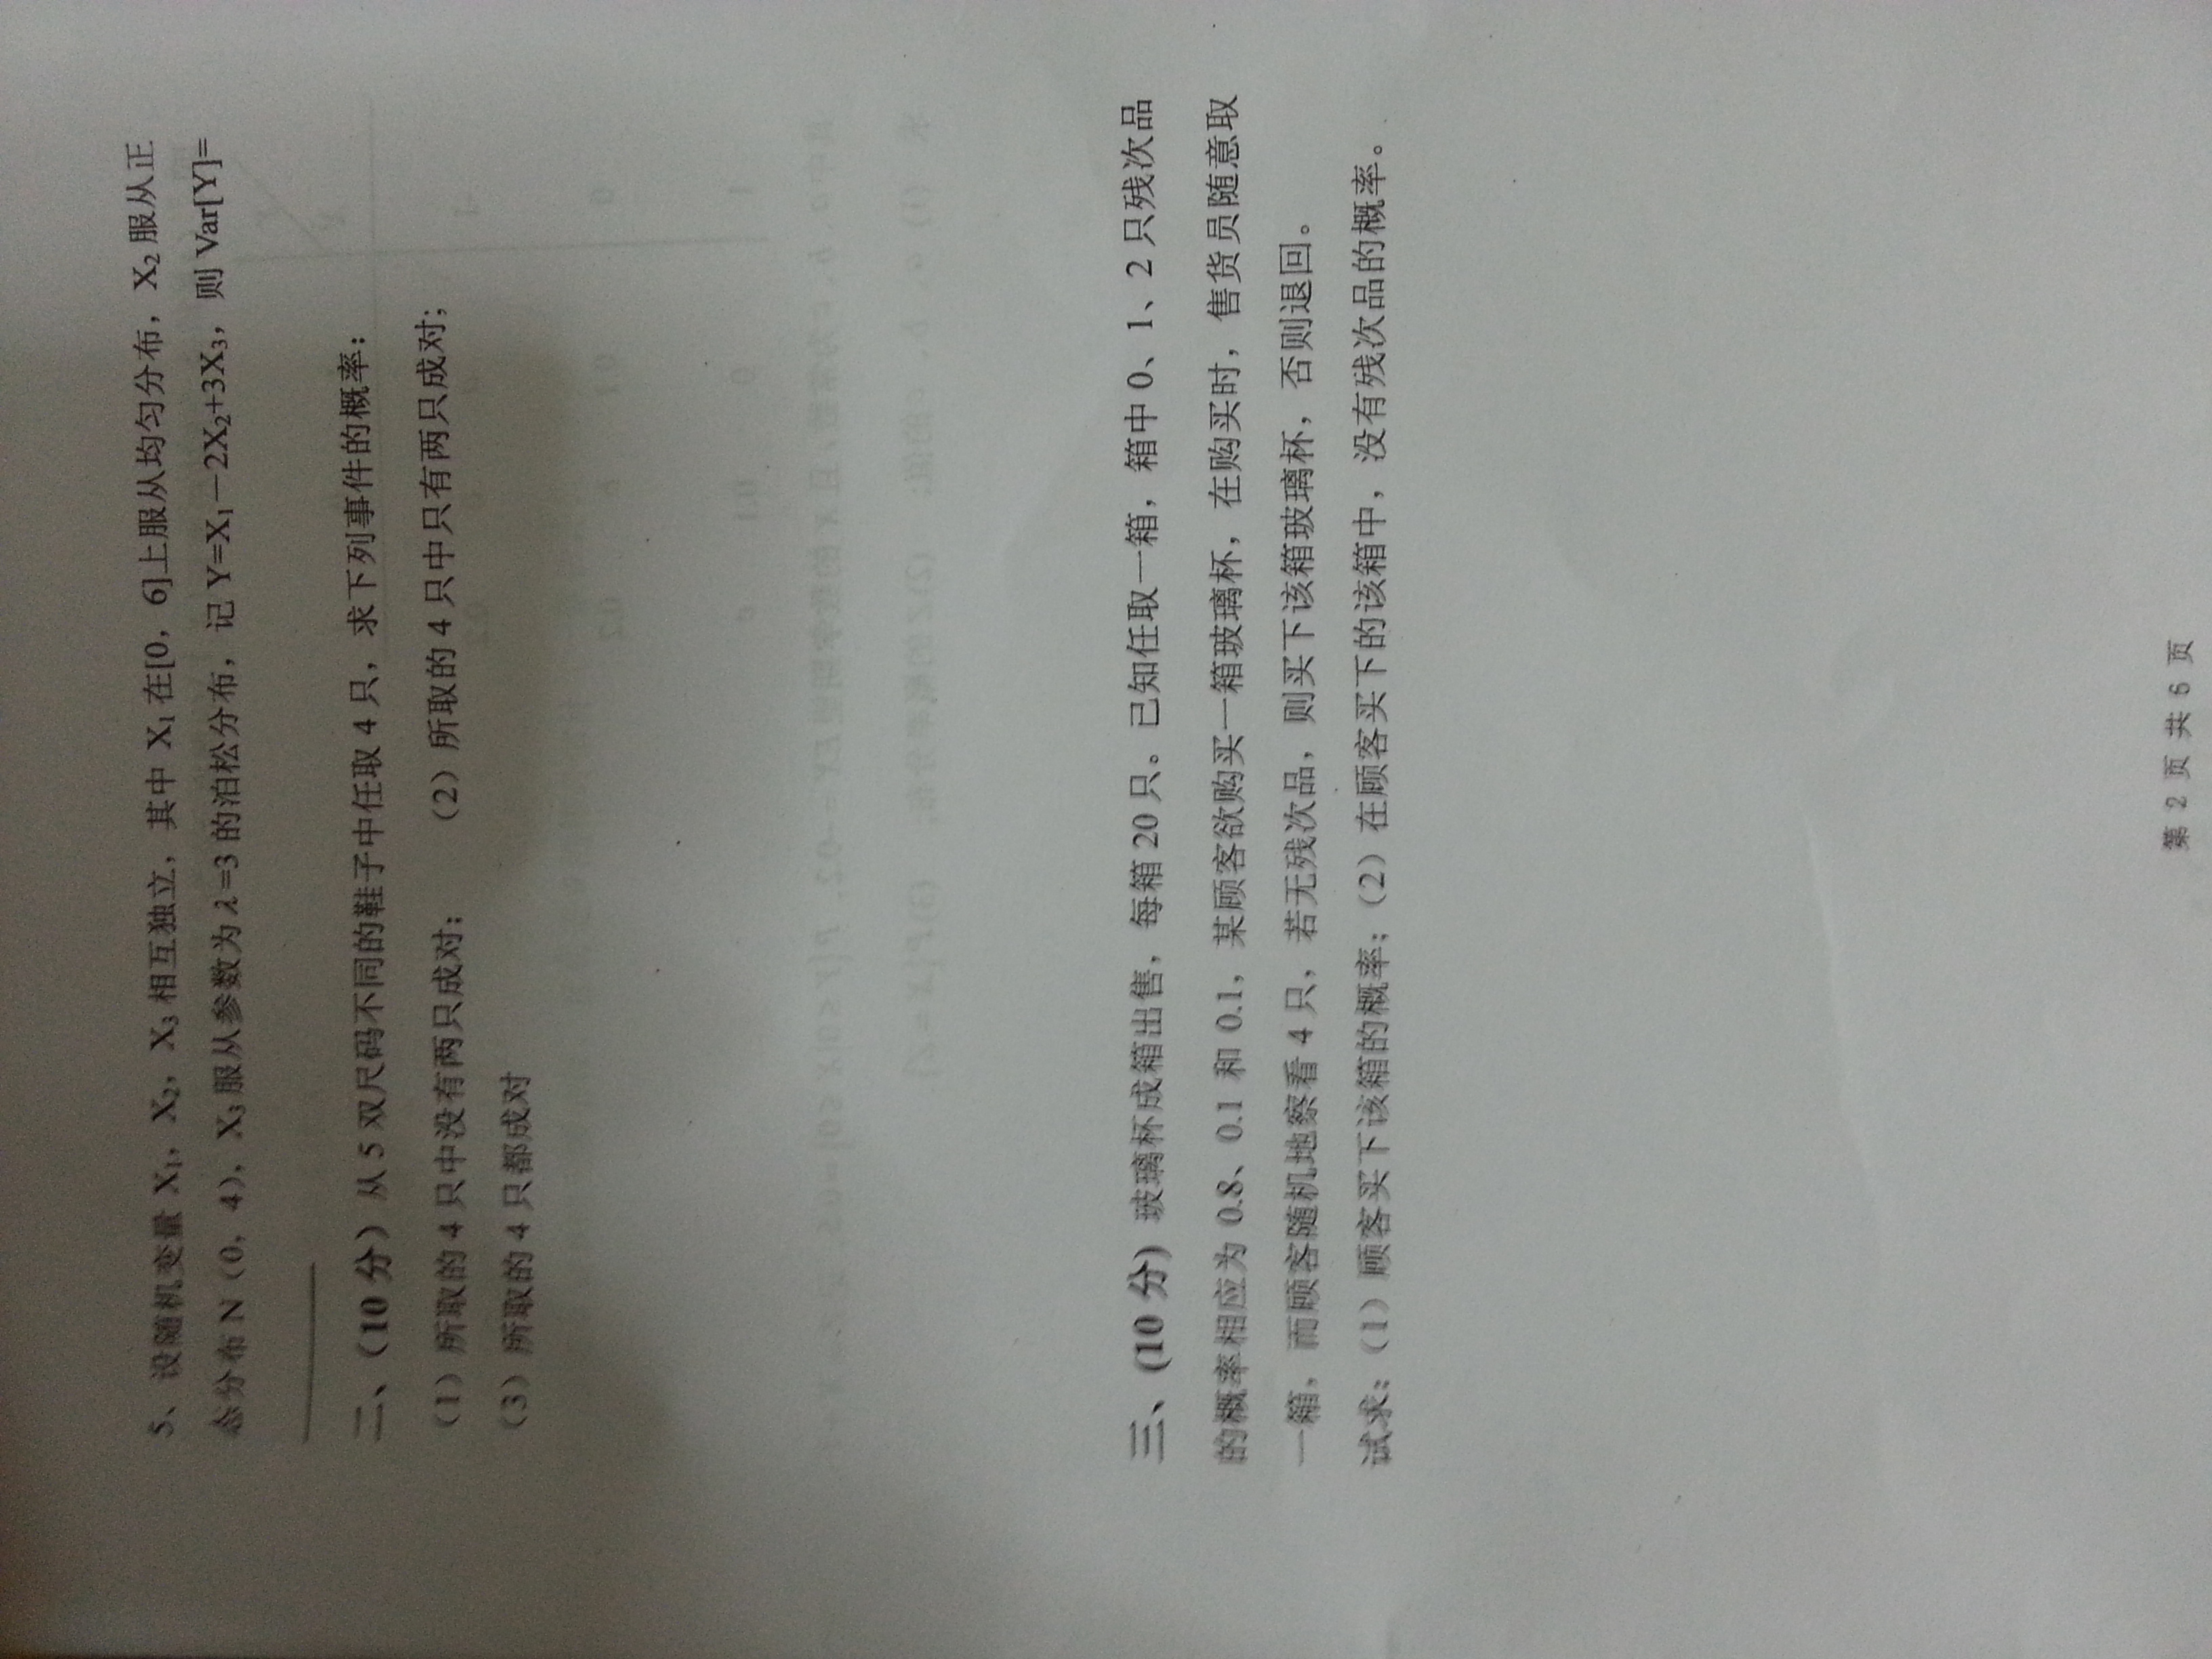 5、设随机变量 X₁，X₂，X₃ 相互独立，其中 X₁ 在[0，6]上服从均匀分布，X₂ 服从正
态分布 N（0，4），X₃ 服从参数为 λ=3 的泊松分布，记 Y=X₁－2X₂+3X₃，则 Var[Y]=
二、（10 分）从 5 双尺码不同的鞋子中任取 4 只，求下列事件的概率：
（1）所取的 4 只中没有两只成对； （2）所取的 4 只中只有两只成对;
（3）所取的 4 只都成对
三、(10 分) 玻璃杯成箱出售，每箱 20 只。已知任取一箱，箱中 0、1、2 只残次品
的概率相应为 0.8、0.1 和 0.1，某顾客欲购买一箱玻璃杯，在购买时，售货员随意取
一箱，而顾客随机地察看 4 只，若无残次品，则买下该箱玻璃杯，否则退回。
试求：（1）顾客买下该箱的概率；（2）在顾客买下的该箱中，没有残次品的概率。
第 2 页 共 6 页